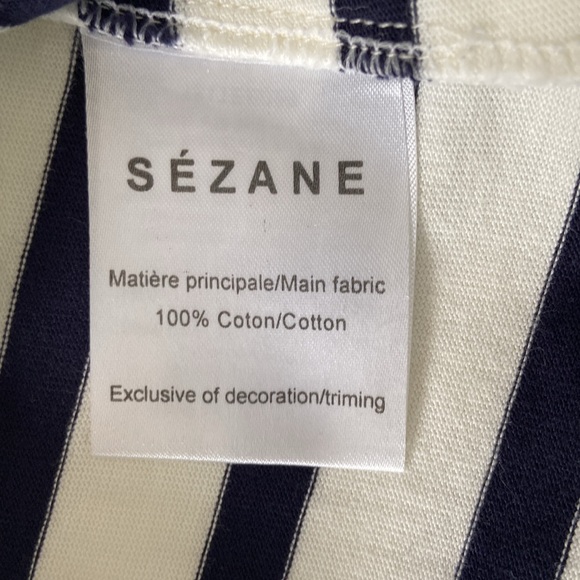 SÉZANE
Matière principale/Main fabric
100% Coton/Cotton
Exclusive of decoration/triming